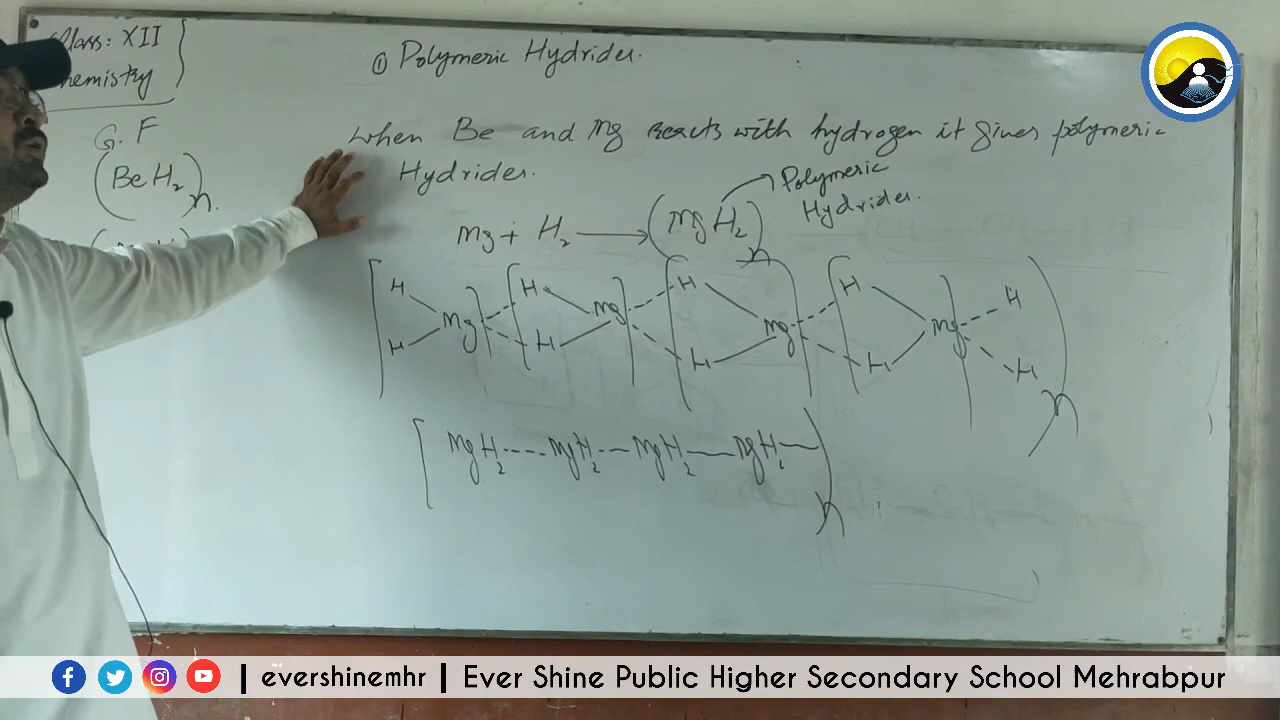 Class: XII
Chemistry
① Polymeric Hydrides.
G.F
(BeH₂)n.
When Be and Mg reacts with hydrogen it gives polymeric
Hydrides.
Polymeric
Hydrides.
Mg + H₂ ⟶ (MgH₂)n
H H H H H
Mg Mg Mg Mg
H H H H H
n
[MgH₂----MgH₂--MgH₂—MgH₂—)n
| evershinemhr | Ever Shine Public Higher Secondary School Mehrabpur